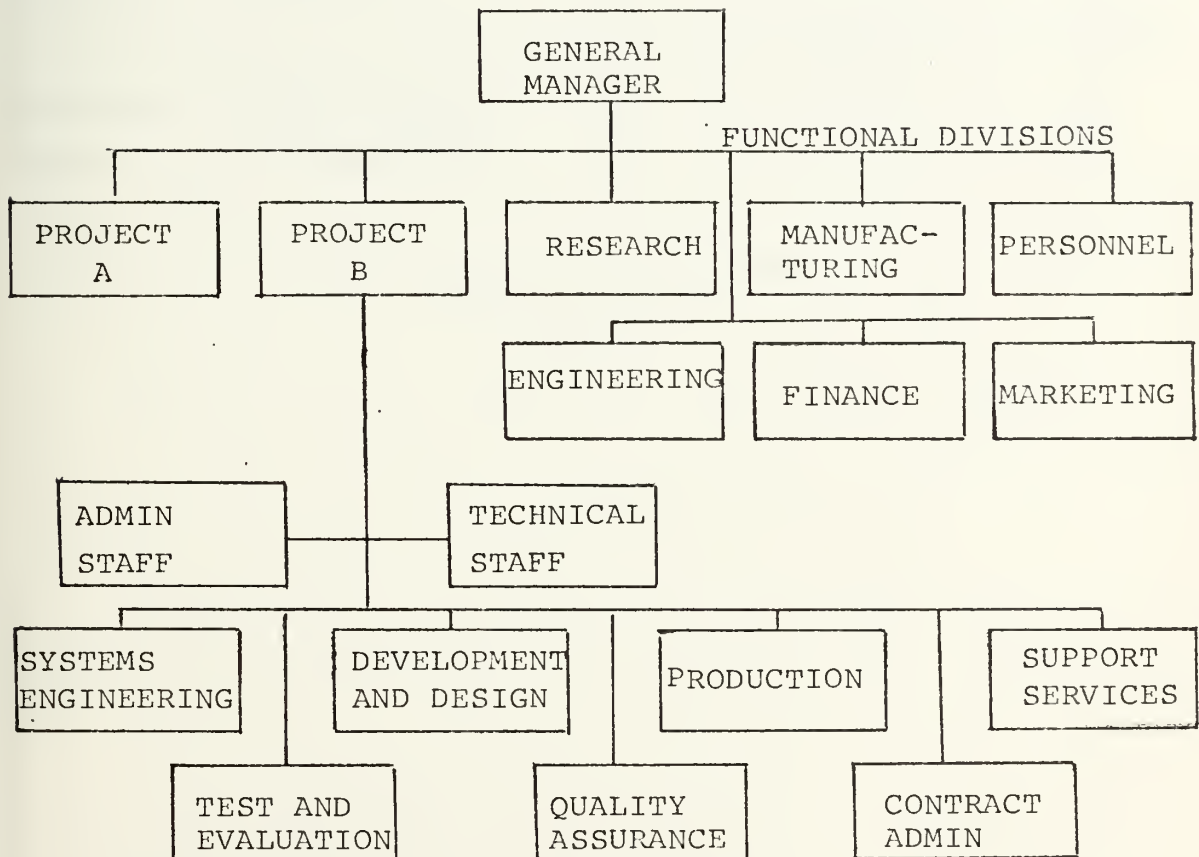 GENERAL
MANAGER
FUNCTIONAL DIVISIONS
PROJECT
A
PROJECT
B
RESEARCH
MANUFAC-
TURING
PERSONNEL
ENGINEERING
FINANCE
MARKETING
ADMIN
STAFF
TECHNICAL
STAFF
SYSTEMS
ENGINEERING
DEVELOPMENT
AND DESIGN
PRODUCTION
SUPPORT
SERVICES
TEST AND
EVALUATION
QUALITY
ASSURANCE
CONTRACT
ADMIN